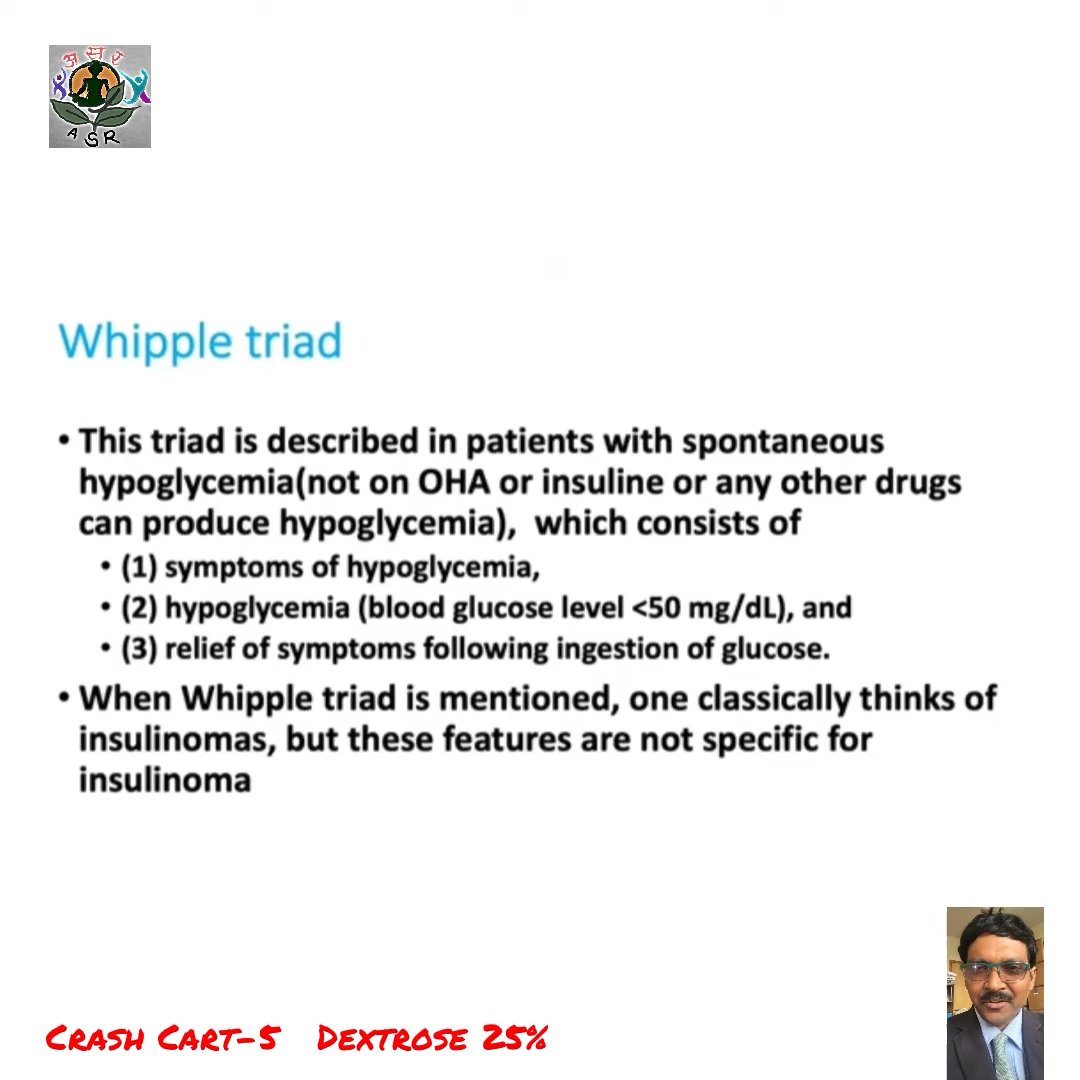 असर
ASR
Whipple triad
• This triad is described in patients with spontaneous
hypoglycemia(not on OHA or insuline or any other drugs
can produce hypoglycemia), which consists of
• (1) symptoms of hypoglycemia,
• (2) hypoglycemia (blood glucose level <50 mg/dL), and
• (3) relief of symptoms following ingestion of glucose.
• When Whipple triad is mentioned, one classically thinks of
insulinomas, but these features are not specific for
insulinoma
Crash Cart-5 Dextrose 25%